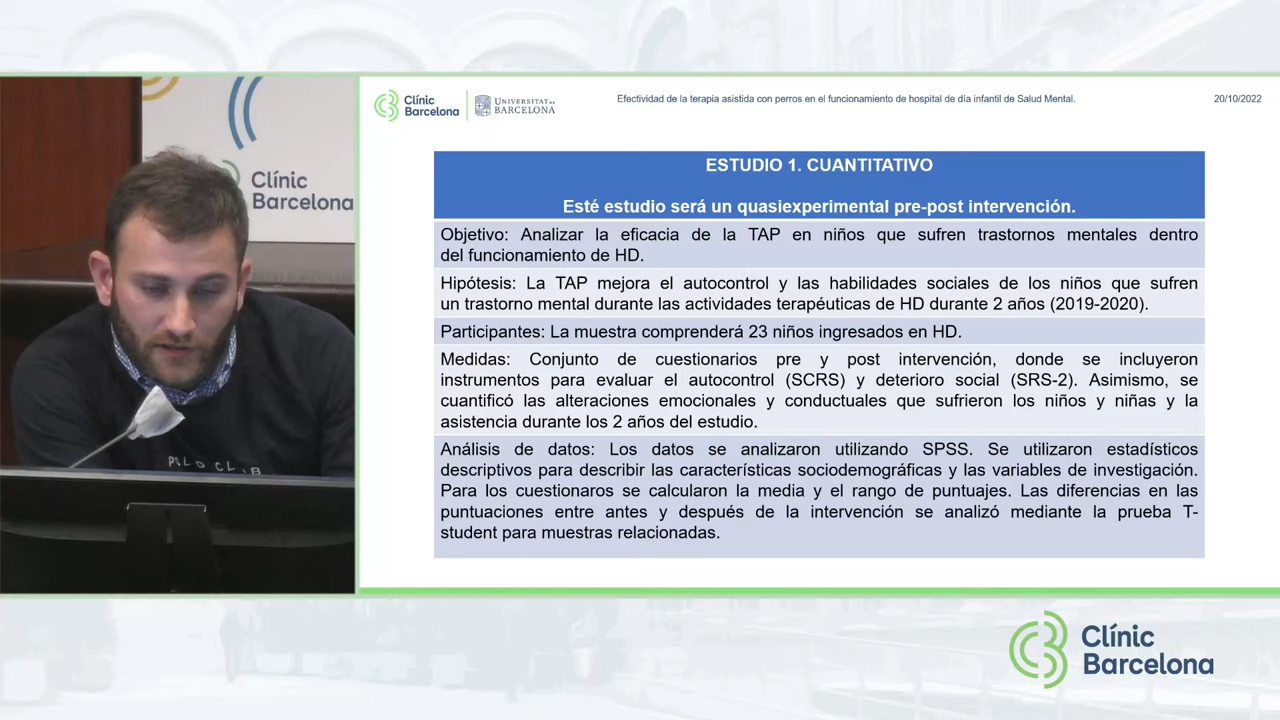 Clínic
Barcelona
PòLO CLUB
Clínic
Barcelona
UNIVERSITAT DE
BARCELONA
Efectividad de la terapia asistida con perros en el funcionamiento de hospital de día infantil de Salud Mental.
20/10/2022
ESTUDIO 1. CUANTITATIVO
Esté estudio será un quasiexperimental pre-post intervención.
Objetivo: Analizar la eficacia de la TAP en niños que sufren trastornos mentales dentro
del funcionamiento de HD.
Hipótesis: La TAP mejora el autocontrol y las habilidades sociales de los niños que sufren
un trastorno mental durante las actividades terapéuticas de HD durante 2 años (2019-2020).
Participantes: La muestra comprenderá 23 niños ingresados en HD.
Medidas: Conjunto de cuestionarios pre y post intervención, donde se incluyeron
instrumentos para evaluar el autocontrol (SCRS) y deterioro social (SRS-2). Asimismo, se
cuantificó las alteraciones emocionales y conductuales que sufrieron los niños y niñas y la
asistencia durante los 2 años del estudio.
Análisis de datos: Los datos se analizaron utilizando SPSS. Se utilizaron estadísticos
descriptivos para describir las características sociodemográficas y las variables de investigación.
Para los cuestionaros se calcularon la media y el rango de puntuajes. Las diferencias en las
puntuaciones entre antes y después de la intervención se analizó mediante la prueba T-
student para muestras relacionadas.
Clínic
Barcelona